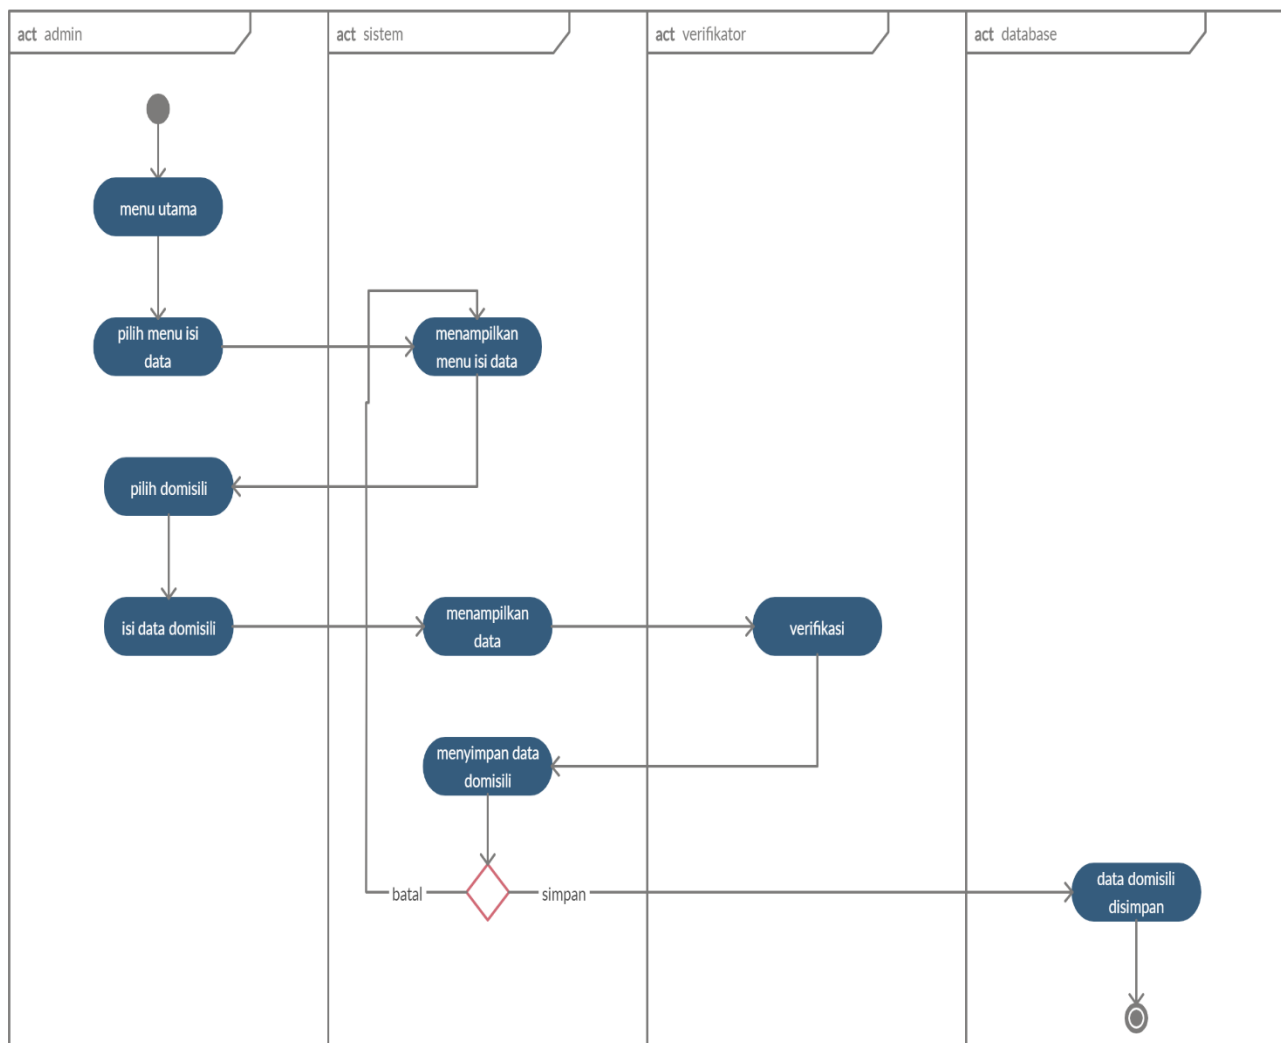 act admin
act sistem
act verifikator
act database
menu utama
pilih menu isi
data
menampilkan
menu isi data
pilih domisili
isi data domisili
menampilkan
data
verifikasi
menyimpan data
domisili
batal
simpan
data domisili
disimpan